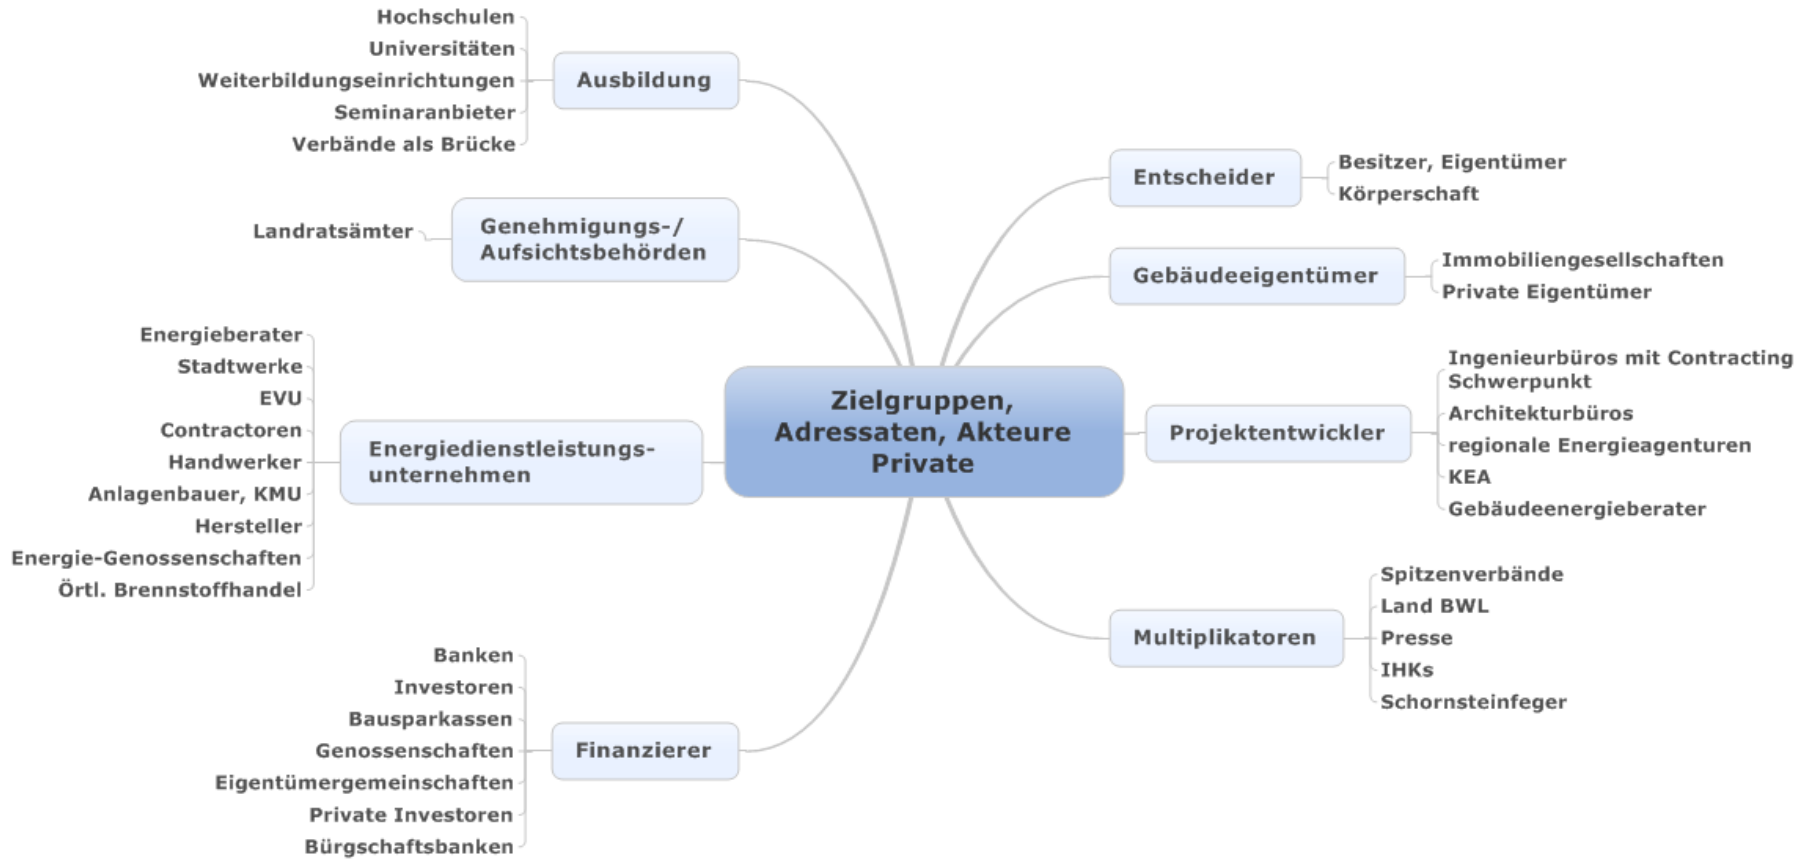 Hochschulen
Universitäten
Weiterbildungseinrichtungen
Seminaranbieter
Verbände als Brücke
Ausbildung
Landratsämter
Genehmigungs-/
Aufsichtsbehörden
Energieberater
Stadtwerke
EVU
Contractoren
Handwerker
Anlagenbauer, KMU
Hersteller
Energie-Genossenschaften
Örtl. Brennstoffhandel
Energiedienstleistungs-
unternehmen
Banken
Investoren
Bausparkassen
Genossenschaften
Eigentümergemeinschaften
Private Investoren
Bürgschaftsbanken
Finanzierer
Zielgruppen,
Adressaten, Akteure
Private
Entscheider
Besitzer, Eigentümer
Körperschaft
Gebäudeeigentümer
Immobiliengesellschaften
Private Eigentümer
Projektentwickler
Ingenieurbüros mit Contracting
Schwerpunkt
Architekturbüros
regionale Energieagenturen
KEA
Gebäudeenergieberater
Multiplikatoren
Spitzenverbände
Land BWL
Presse
IHKs
Schornsteinfeger